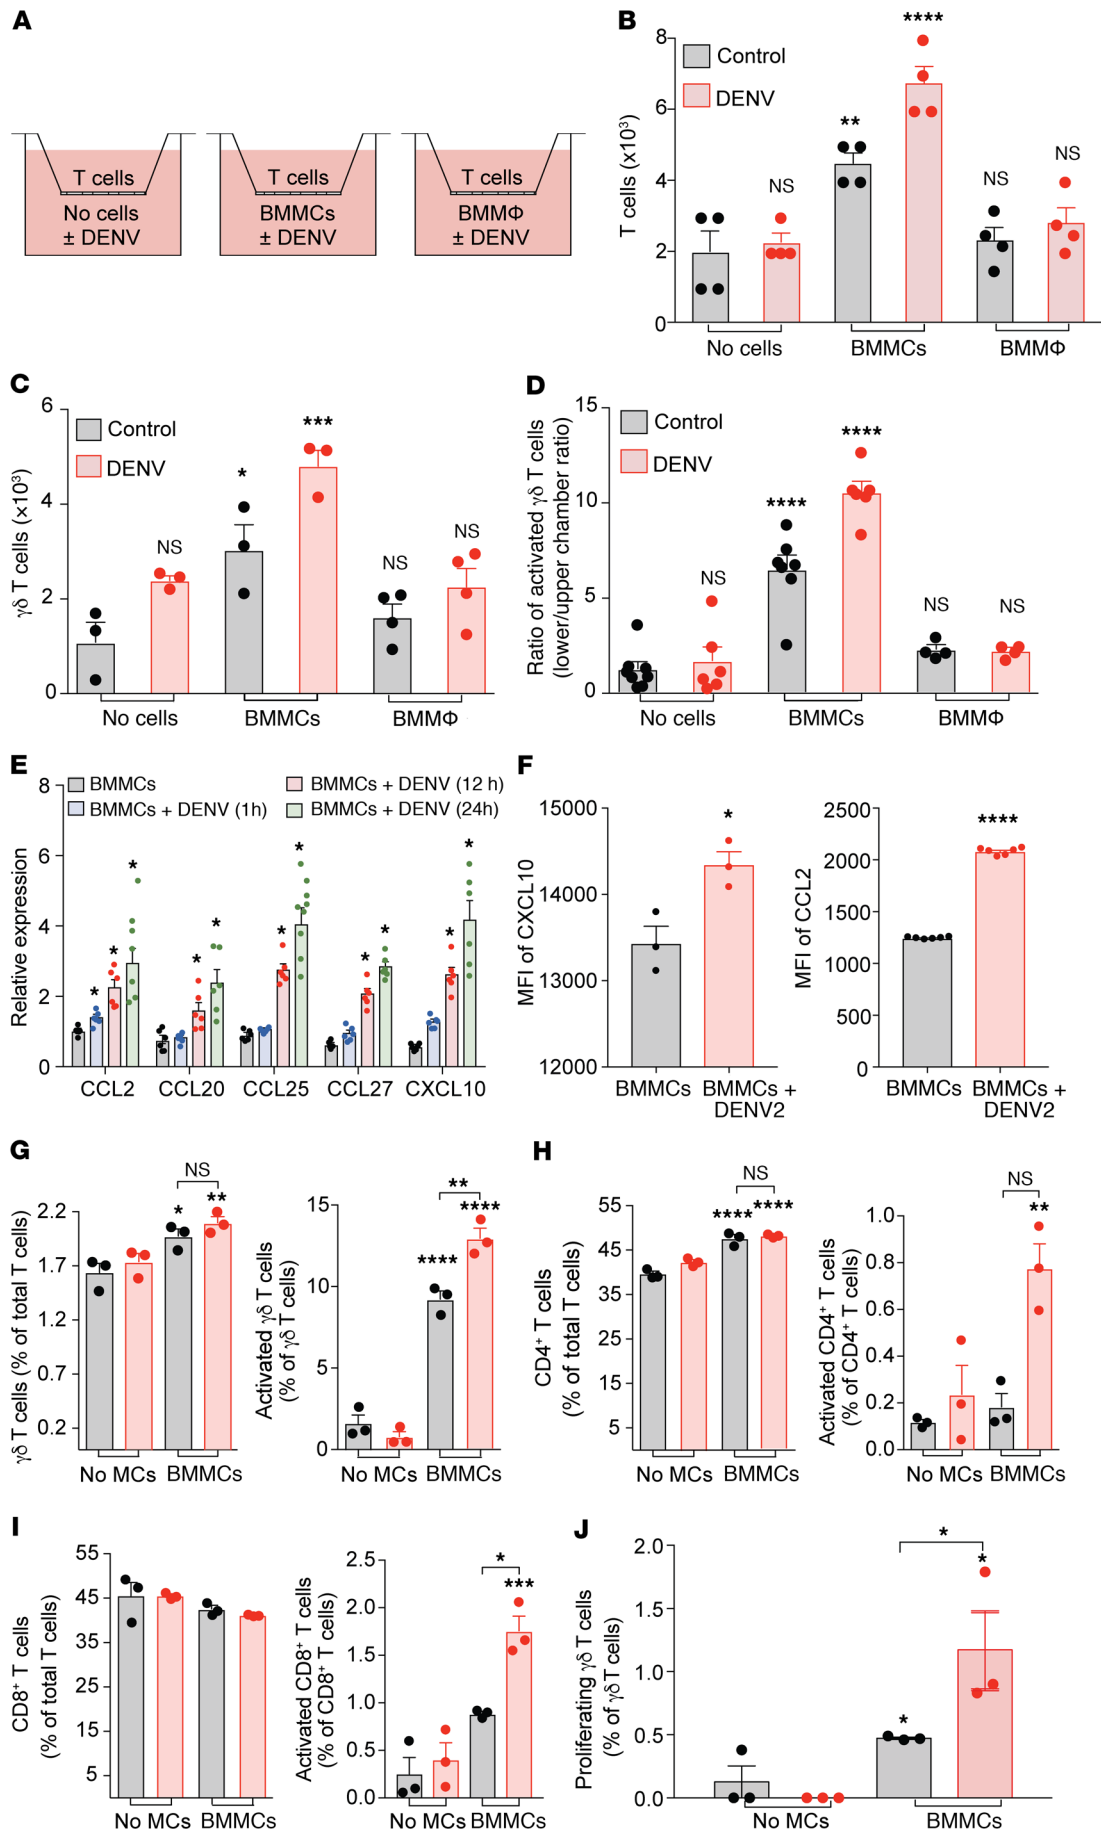 A
T cells
No cells
± DENV
T cells
BMMCs
± DENV
T cells
BMMΦ
± DENV
B
Control
DENV
T cells (×10³)
8
6
4
2
0
NS
**
****
NS
NS
No cells
BMMCs
BMMΦ
C
Control
DENV
γδ T cells (×10³)
6
4
2
0
NS
*
***
NS
NS
No cells
BMMCs
BMMΦ
D
Control
DENV
Ratio of activated γδ T cells
(lower/upper chamber ratio)
15
10
5
0
NS
****
****
NS
NS
No cells
BMMCs
BMMΦ
E
BMMCs
BMMCs + DENV (1h)
BMMCs + DENV (12 h)
BMMCs + DENV (24h)
Relative expression
8
6
4
2
0
*
*
*
*
*
*
*
*
*
*
*
CCL2
CCL20
CCL25
CCL27
CXCL10
F
MFI of CXCL10
15000
14000
13000
12000
*
BMMCs
BMMCs +
DENV2
MFI of CCL2
2500
2000
1500
1000
500
0
****
BMMCs
BMMCs +
DENV2
G
γδ T cells (% of total T cells)
2.2
1.7
1.2
0.7
0.2
NS
*
**
No MCs
BMMCs
Activated γδ T cells
(% of γδ T cells)
15
10
5
0
**
****
****
No MCs
BMMCs
H
CD4⁺ T cells
(% of total T cells)
55
45
35
25
15
5
NS
****
****
No MCs
BMMCs
Activated CD4⁺ T cells
(% of CD4⁺ T cells)
1.0
0.8
0.6
0.4
0.2
0.0
NS
**
No MCs
BMMCs
I
CD8⁺ T cells
(% of total T cells)
55
45
35
25
15
5
No MCs
BMMCs
Activated CD8⁺ T cells
(% of CD8⁺ T cells)
2.5
2.0
1.5
1.0
0.5
0.0
*
***
No MCs
BMMCs
J
Proliferating γδ T cells
(% of γδ T cells)
2.0
1.5
1.0
0.5
0.0
*
*
*
No MCs
BMMCs